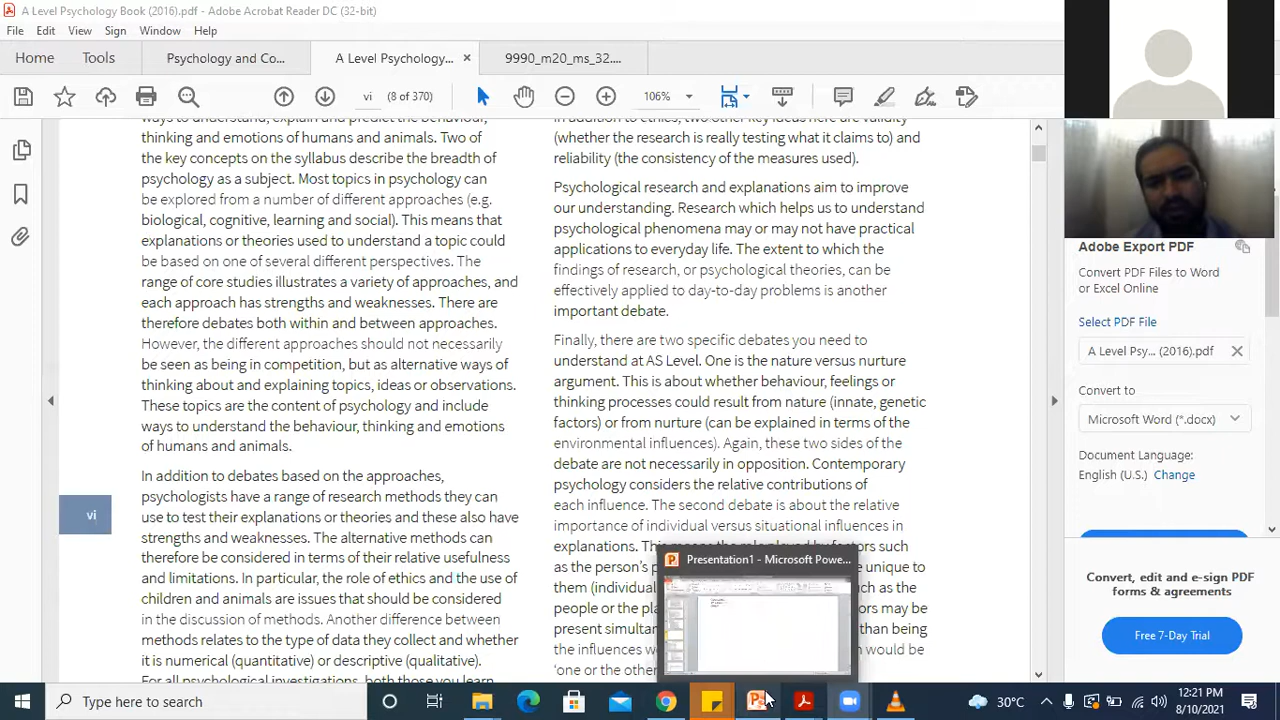 A Level Psychology Book (2016).pdf - Adobe Acrobat Reader DC (32-bit)
File Edit View Sign Window Help
Home Tools Psychology and Co... A Level Psychology... × 9990_m20_ms_32....
vi (8 of 370) 106%
ways to understand, explain and predict the behaviour,
thinking and emotions of humans and animals. Two of
the key concepts on the syllabus describe the breadth of
psychology as a subject. Most topics in psychology can
be explored from a number of different approaches (e.g.
biological, cognitive, learning and social). This means that
explanations or theories used to understand a topic could
be based on one of several different perspectives. The
range of core studies illustrates a variety of approaches, and
each approach has strengths and weaknesses. There are
therefore debates both within and between approaches.
However, the different approaches should not necessarily
be seen as being in competition, but as alternative ways of
thinking about and explaining topics, ideas or observations.
These topics are the content of psychology and include
ways to understand the behaviour, thinking and emotions
of humans and animals.
In addition to debates based on the approaches,
psychologists have a range of research methods they can
use to test their explanations or theories and these also have
strengths and weaknesses. The alternative methods can
therefore be considered in terms of their relative usefulness
and limitations. In particular, the role of ethics and the use of
children and animals are issues that should be considered
in the discussion of methods. Another difference between
methods relates to the type of data they collect and whether
it is numerical (quantitative) or descriptive (qualitative).
For all psychological investigations, both those you learn
vi
In addition to ethics, two other key ideas here are validity
(whether the research is really testing what it claims to) and
reliability (the consistency of the measures used).
Psychological research and explanations aim to improve
our understanding. Research which helps us to understand
psychological phenomena may or may not have practical
applications to everyday life. The extent to which the
findings of research, or psychological theories, can be
effectively applied to day-to-day problems is another
important debate.
Finally, there are two specific debates you need to
understand at AS Level. One is the nature versus nurture
argument. This is about whether behaviour, feelings or
thinking processes could result from nature (innate, genetic
factors) or from nurture (can be explained in terms of the
environmental influences). Again, these two sides of the
debate are not necessarily in opposition. Contemporary
psychology considers the relative contributions of
each influence. The second debate is about the relative
importance of individual versus situational influences in
explanations. This means the role played by factors such
as the person's p e unique to
them (individua uch as the
people or the pla ors may be
present simultan than being
the influences w n would be
'one or the othe
Presentation1 - Microsoft Powe...
Adobe Export PDF
Convert PDF Files to Word
or Excel Online
Select PDF File
A Level Psy... (2016).pdf ×
Convert to
Microsoft Word (*.docx)
Document Language:
English (U.S.) Change
Convert, edit and e-sign PDF
forms & agreements
Free 7-Day Trial
Type here to search
30°C
12:21 PM
8/10/2021